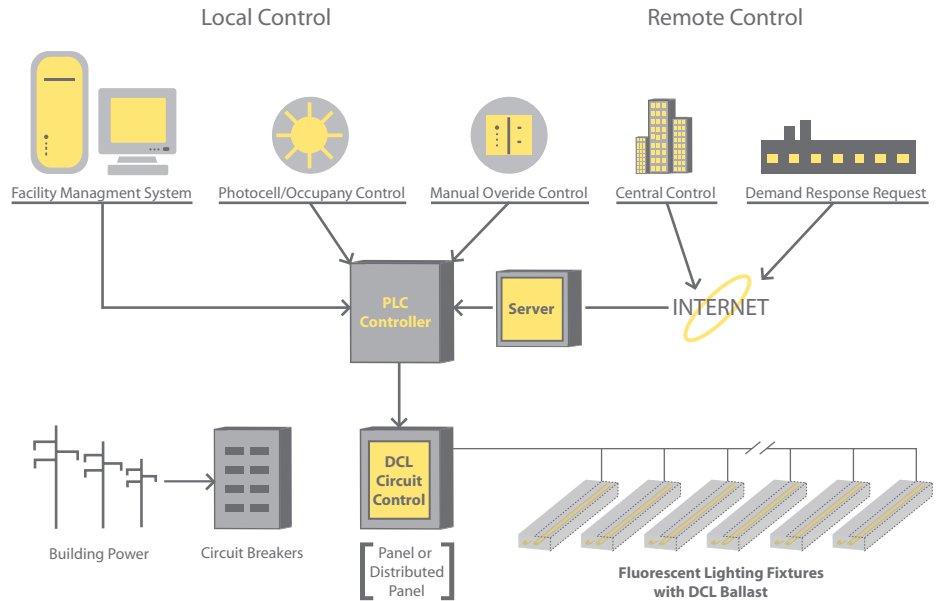 Local Control
Remote Control
Facility Managment System
Photocell/Occupany Control
Manual Overide Control
Central Control
Demand Response Request
PLC
Controller
Server
INTERNET
DCL
Circuit
Control
Building Power
Circuit Breakers
Panel or
Distributed
Panel
Fluorescent Lighting Fixtures
with DCL Ballast